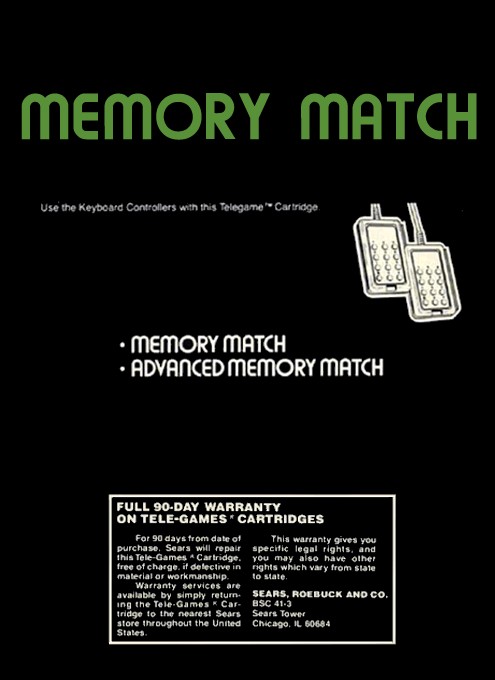 MEMORY MATCH
Use the Keyboard Controllers with this Telegame™ Cartridge.
• MEMORY MATCH
• ADVANCED MEMORY MATCH
FULL 90-DAY WARRANTY
ON TELE-GAMES CARTRIDGES
For 90 days from date of
purchase, Sears will repair
this Tele-Games Cartridge,
free of charge, if defective in
material or workmanship.
Warranty services are
available by simply return-
ing the Tele-Games Car-
tridge to the nearest Sears
store throughout the United
States.
This warranty gives you
specific legal rights, and
you may also have other
rights which vary from state
to state.
SEARS, ROEBUCK AND CO.
BSC 41-3
Sears Tower
Chicago, IL 60684